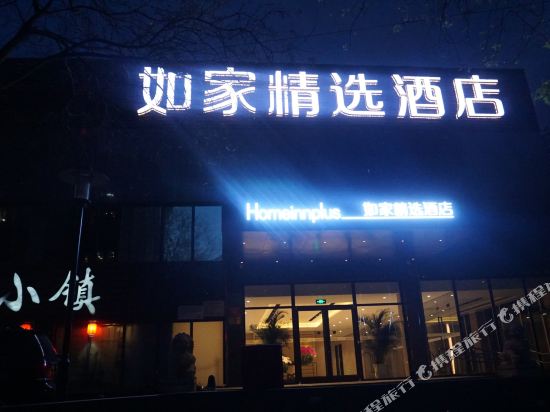 如家精选酒店
Homeinnplus 如家精选酒店
小镇
携程旅行 携程旅行